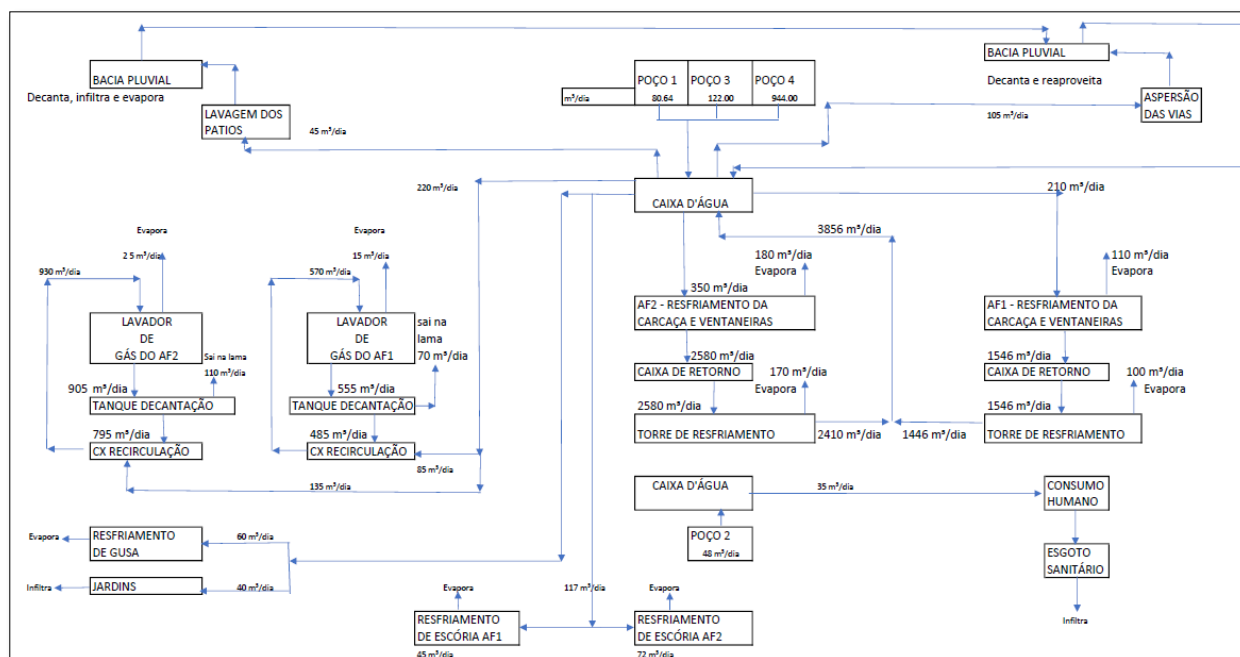 BACIA PLUVIAL
Decanta, infiltra e evapora
LAVAGEM DOS
PATIOS
45 m³/dia
POÇO 1 POÇO 3 POÇO 4
m³/dia 80.64 122.00 944.00
BACIA PLUVIAL
Decanta e reaproveita
ASPERSÃO
DAS VIAS
105 m³/dia
CAIXA D'ÁGUA
220 m³/dia
210 m³/dia
3856 m³/dia
Evapora
25 m³/dia
930 m³/dia
LAVADOR
DE
GÁS DO AF2
Sai na lama
110 m³/dia
905 m³/dia
TANQUE DECANTAÇÃO
795 m³/dia
CX RECIRCULAÇÃO
135 m³/dia
Evapora
15 m³/dia
570 m³/dia
LAVADOR
DE
GÁS DO AF1
sai na
lama
70 m³/dia
555 m³/dia
TANQUE DECANTAÇÃO
485 m³/dia
CX RECIRCULAÇÃO
85 m³/dia
180 m³/dia
Evapora
350 m³/dia
AF2 - RESFRIAMENTO DA
CARCAÇA E VENTANEIRAS
2580 m³/dia
CAIXA DE RETORNO
170 m³/dia
Evapora
2580 m³/dia
TORRE DE RESFRIAMENTO
2410 m³/dia
110 m³/dia
Evapora
AF1 - RESFRIAMENTO DA
CARCAÇA E VENTANEIRAS
1546 m³/dia
CAIXA DE RETORNO
100 m³/dia
Evapora
1546 m³/dia
1446 m³/dia
TORRE DE RESFRIAMENTO
CAIXA D'ÁGUA
35 m³/dia
CONSUMO
HUMANO
POÇO 2
48 m³/dia
ESGOTO
SANITÁRIO
Infiltra
Evapora
RESFRIAMENTO
DE GUSA
60 m³/dia
Infiltra
JARDINS
40 m³/dia
Evapora
117 m³/dia
Evapora
RESFRIAMENTO
DE ESCÓRIA AF1
45 m³/dia
RESFRIAMENTO
DE ESCÓRIA AF2
72 m³/dia